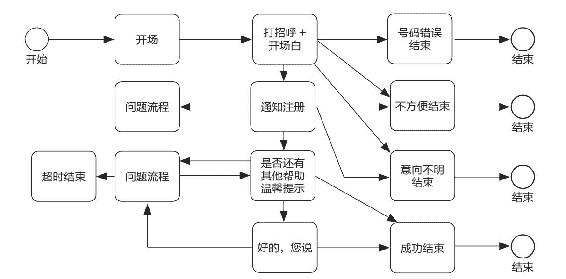 开始
开场
打招呼 +
开场白
号码错误
结束
结束
问题流程
通知注册
不方便结束
结束
超时结束
问题流程
是否还有
其他帮助
温馨提示
意向不明
结束
结束
好的，您说
成功结束
结束